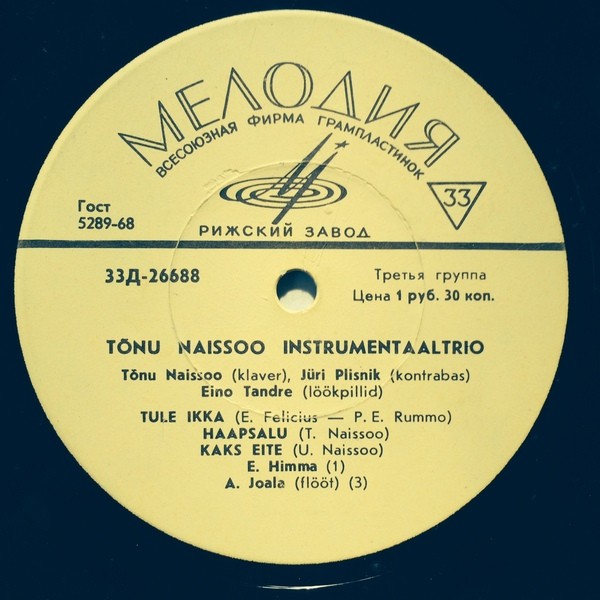 МЕЛОДИЯ
ВСЕСОЮЗНАЯ ФИРМА ГРАМПЛАСТИНОК
33
Гост
5289-68
РИЖСКИЙ ЗАВОД
33Д-26688
Третья группа
Цена 1 руб. 30 коп.
TÕNU NAISSOO INSTRUMENTAALTRIO
Tõnu Naissoo (klaver), Jüri Plisnik (kontrabas)
Eino Tandre (löökpillid)
TULE IKKA (E. Felicius — P. E. Rummo)
HAAPSALU (T. Naissoo)
KAKS EITE (U. Naissoo)
E. Himma (1)
A. Joala (flööt) (3)